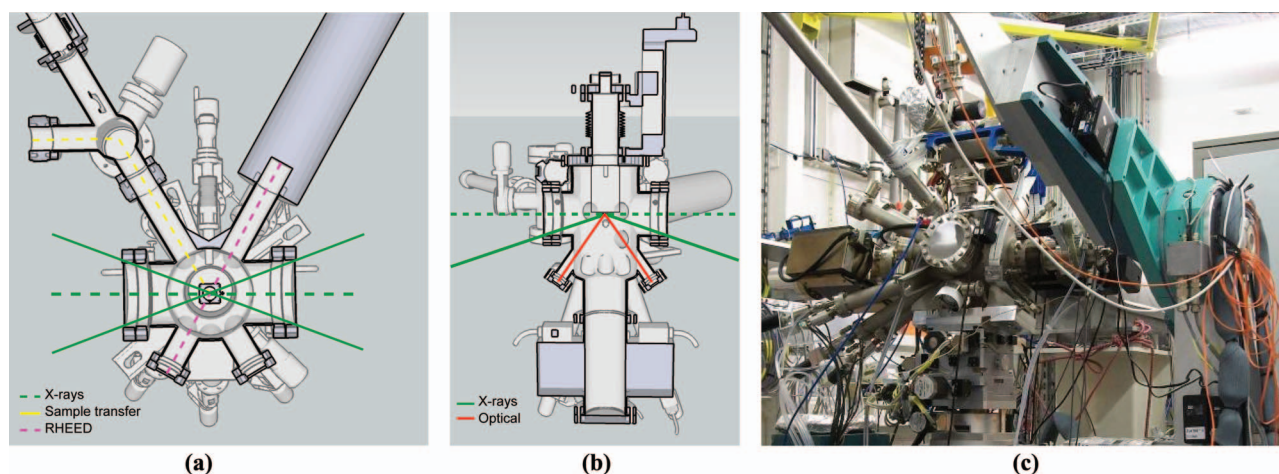 X-rays
Sample transfer
RHEED
X-rays
Optical
(a)
(b)
(c)